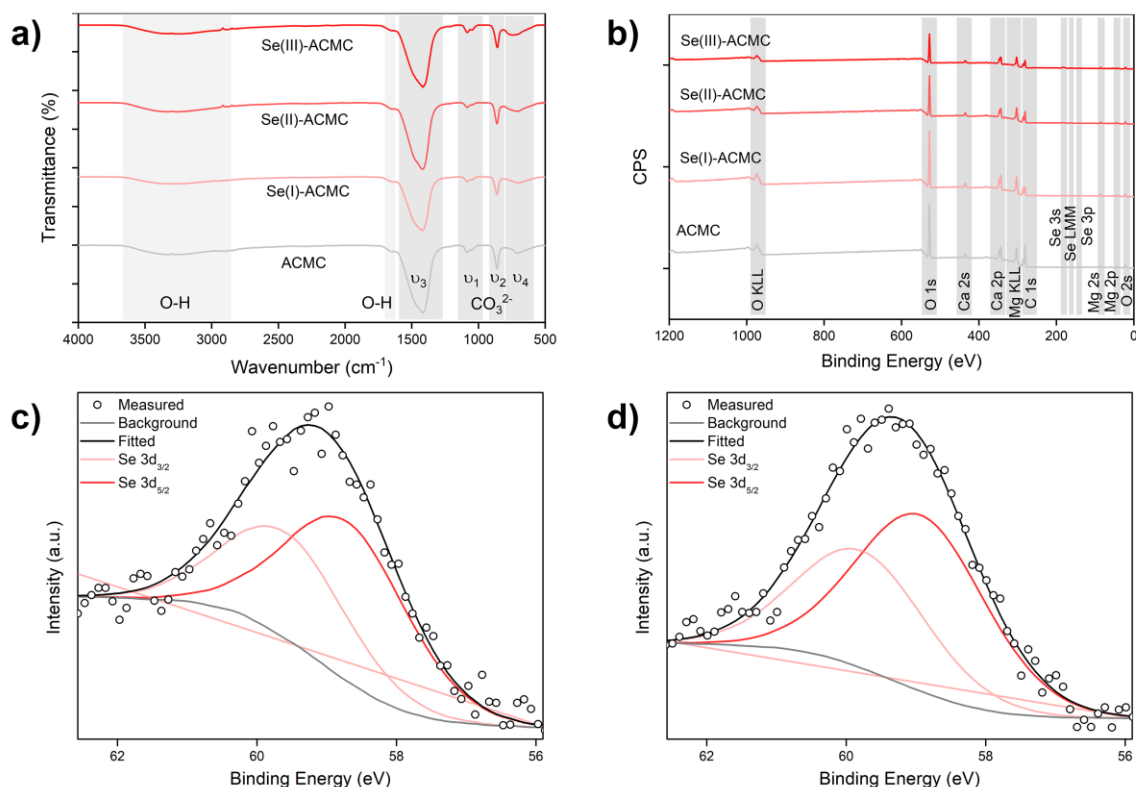 a)
Se(III)-ACMC
Se(II)-ACMC
Se(I)-ACMC
ACMC
υ₃
υ₁
υ₂
υ₄
O-H
O-H
CO₃²⁻
Transmittance (%)
4000
3500
3000
2500
2000
1500
1000
500
Wavenumber (cm⁻¹)
b)
Se(III)-ACMC
Se(II)-ACMC
Se(I)-ACMC
ACMC
CPS
O KLL
O 1s
Ca 2s
Ca 2p
Mg KLL
C 1s
Se 3s
Se LMM
Se 3p
Mg 2s
Mg 2p
O 2s
1200
1000
800
600
400
200
0
Binding Energy (eV)
c)
Measured
Background
Fitted
Se 3d₃/₂
Se 3d₅/₂
Intensity (a.u.)
62
60
58
56
Binding Energy (eV)
d)
Measured
Background
Fitted
Se 3d₃/₂
Se 3d₅/₂
Intensity (a.u.)
62
60
58
56
Binding Energy (eV)